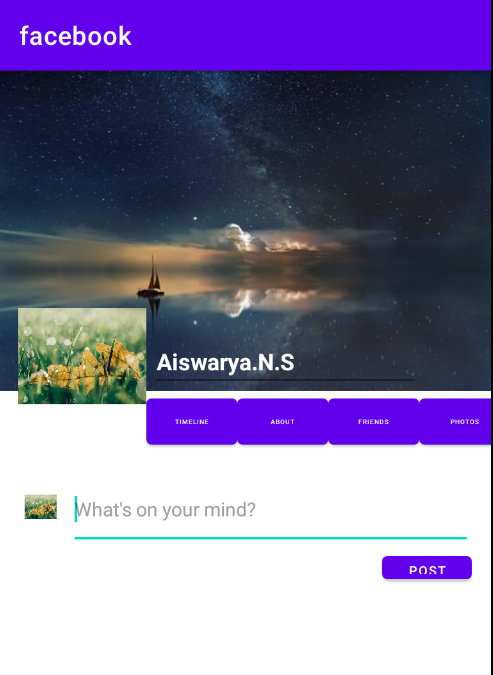 facebook
Aiswarya.N.S
TIMELINE ABOUT FRIENDS PHOTOS
What's on your mind?
POST